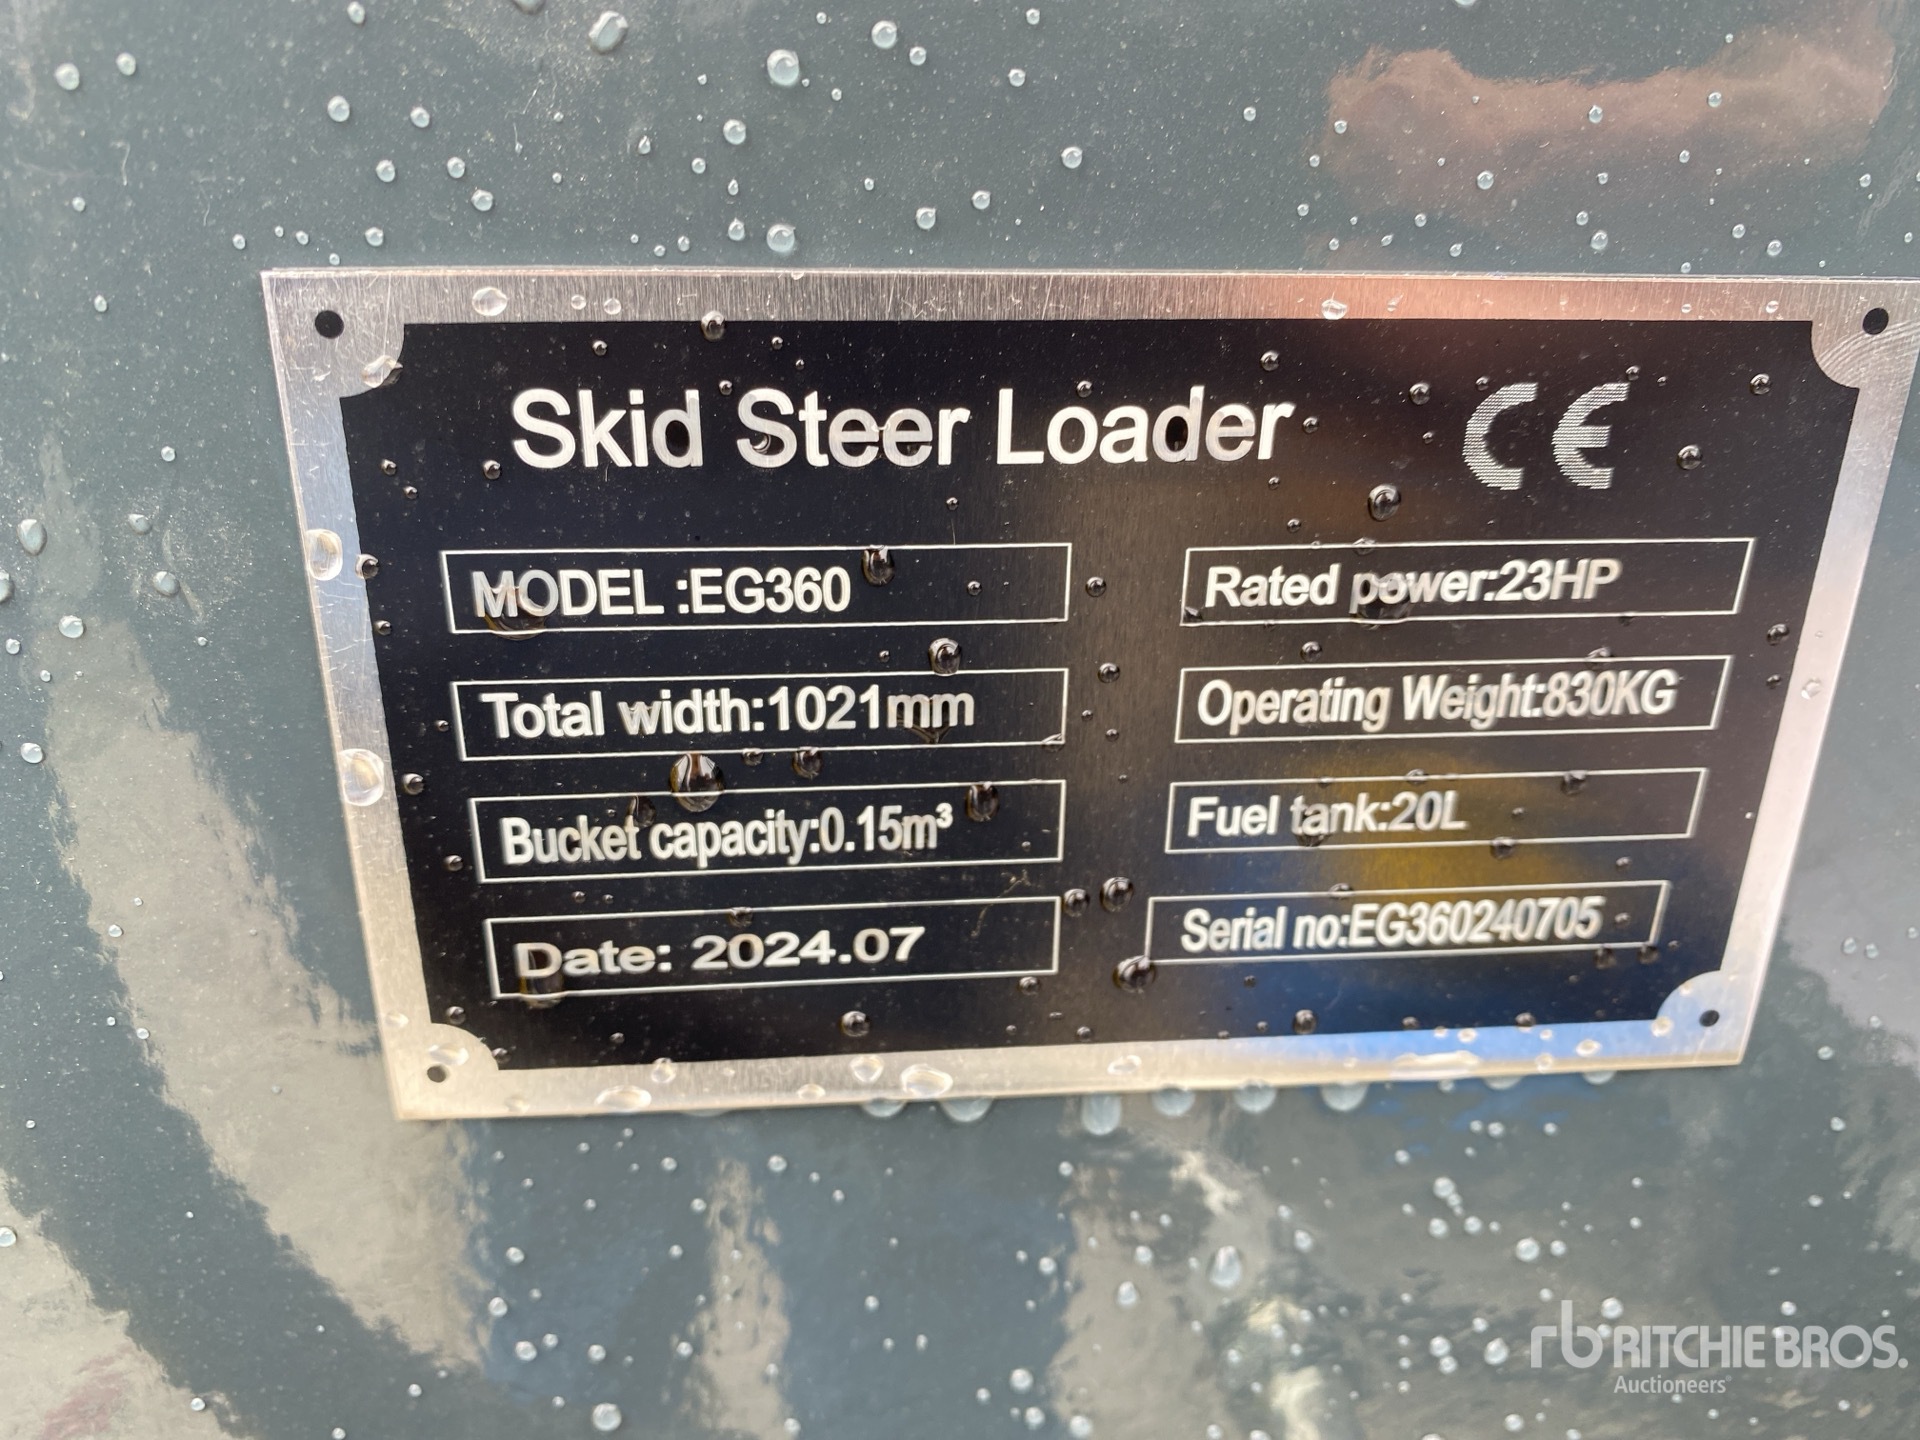 Skid Steer Loader CE
MODEL :EG360
Rated power:23HP
Total width:1021mm
Operating Weight:830KG
Bucket capacity:0.15m³
Fuel tank:20L
Date: 2024.07
Serial no:EG360240705
rb RITCHIE BROS.
Auctioneers